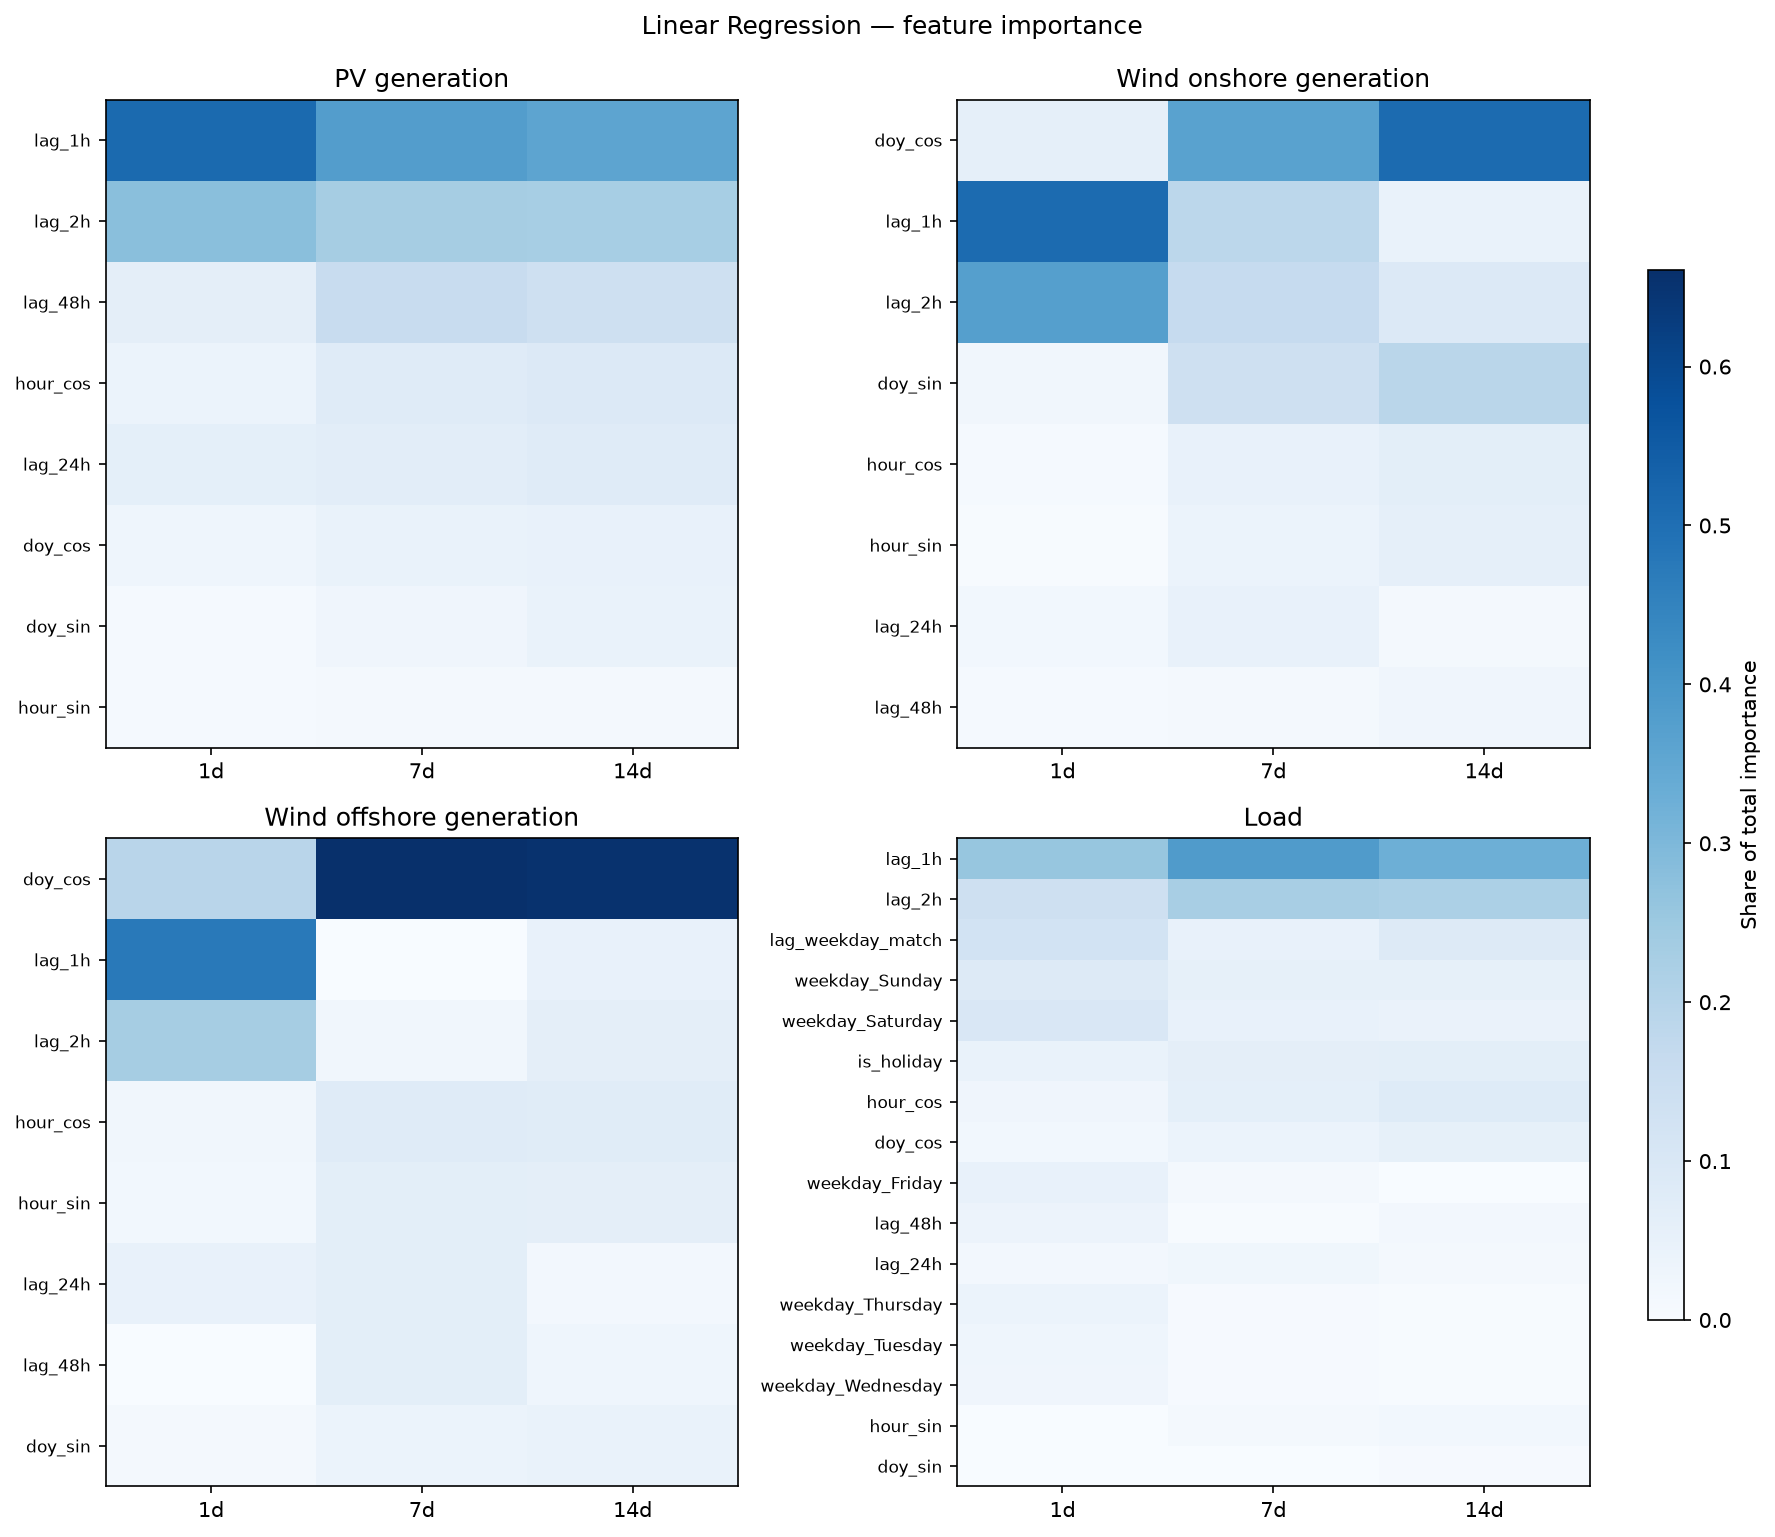 Linear Regression — feature importance
PV generation
lag_1h
lag_2h
lag_48h
hour_cos
lag_24h
doy_cos
doy_sin
hour_sin
1d 7d 14d
Wind onshore generation
doy_cos
lag_1h
lag_2h
doy_sin
hour_cos
hour_sin
lag_24h
lag_48h
1d 7d 14d
Wind offshore generation
doy_cos
lag_1h
lag_2h
hour_cos
hour_sin
lag_24h
lag_48h
doy_sin
1d 7d 14d
Load
lag_1h
lag_2h
lag_weekday_match
weekday_Sunday
weekday_Saturday
is_holiday
hour_cos
doy_cos
weekday_Friday
lag_48h
lag_24h
weekday_Thursday
weekday_Tuesday
weekday_Wednesday
hour_sin
doy_sin
1d 7d 14d
0.6
0.5
0.4
0.3
0.2
0.1
0.0
Share of total importance